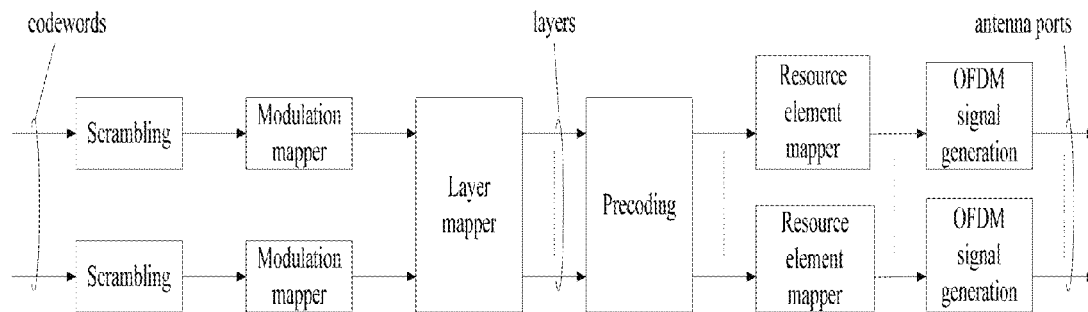 codewords
layers
antenna ports
Scrambling
Modulation
mapper
Layer
mapper
Precoding
Resource
element
mapper
OFDM
signal
generation
Scrambling
Modulation
mapper
Resource
element
mapper
OFDM
signal
generation